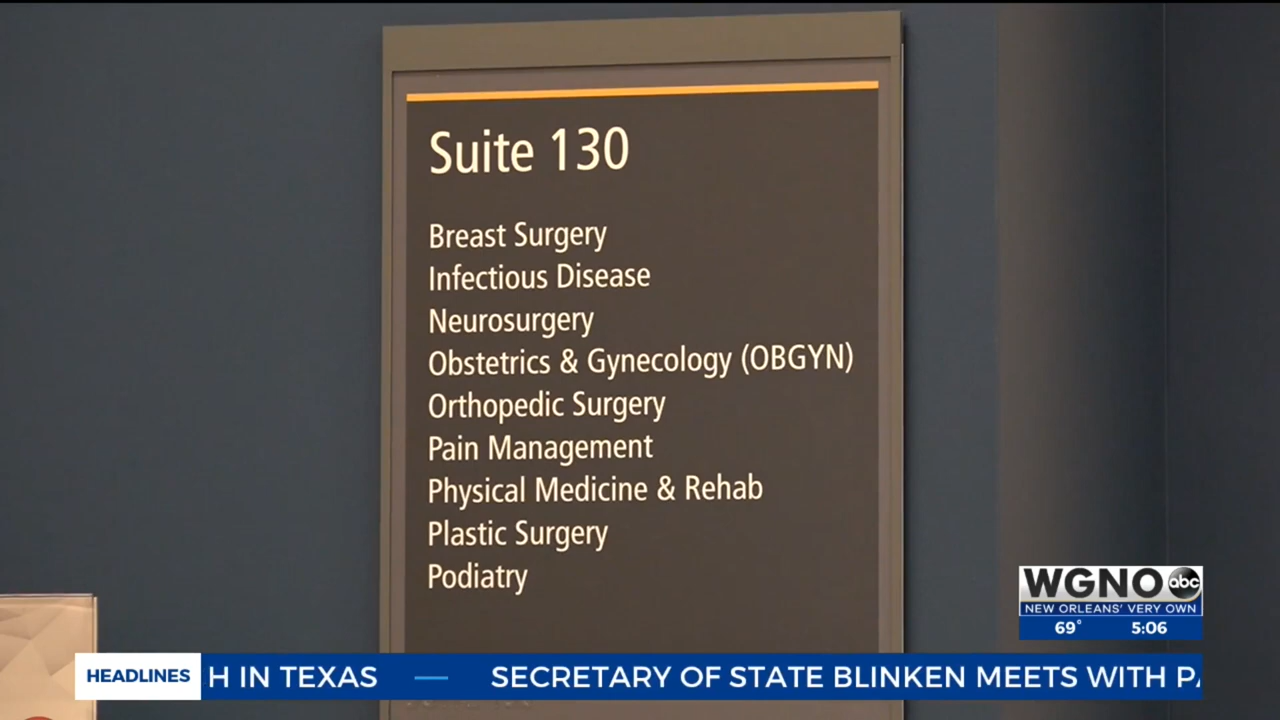 Suite 130
Breast Surgery
Infectious Disease
Neurosurgery
Obstetrics & Gynecology (OBGYN)
Orthopedic Surgery
Pain Management
Physical Medicine & Rehab
Plastic Surgery
Podiatry
WGNO abc
NEW ORLEANS' VERY OWN
69° 5:06
HEADLINES H IN TEXAS — SECRETARY OF STATE BLINKEN MEETS WITH